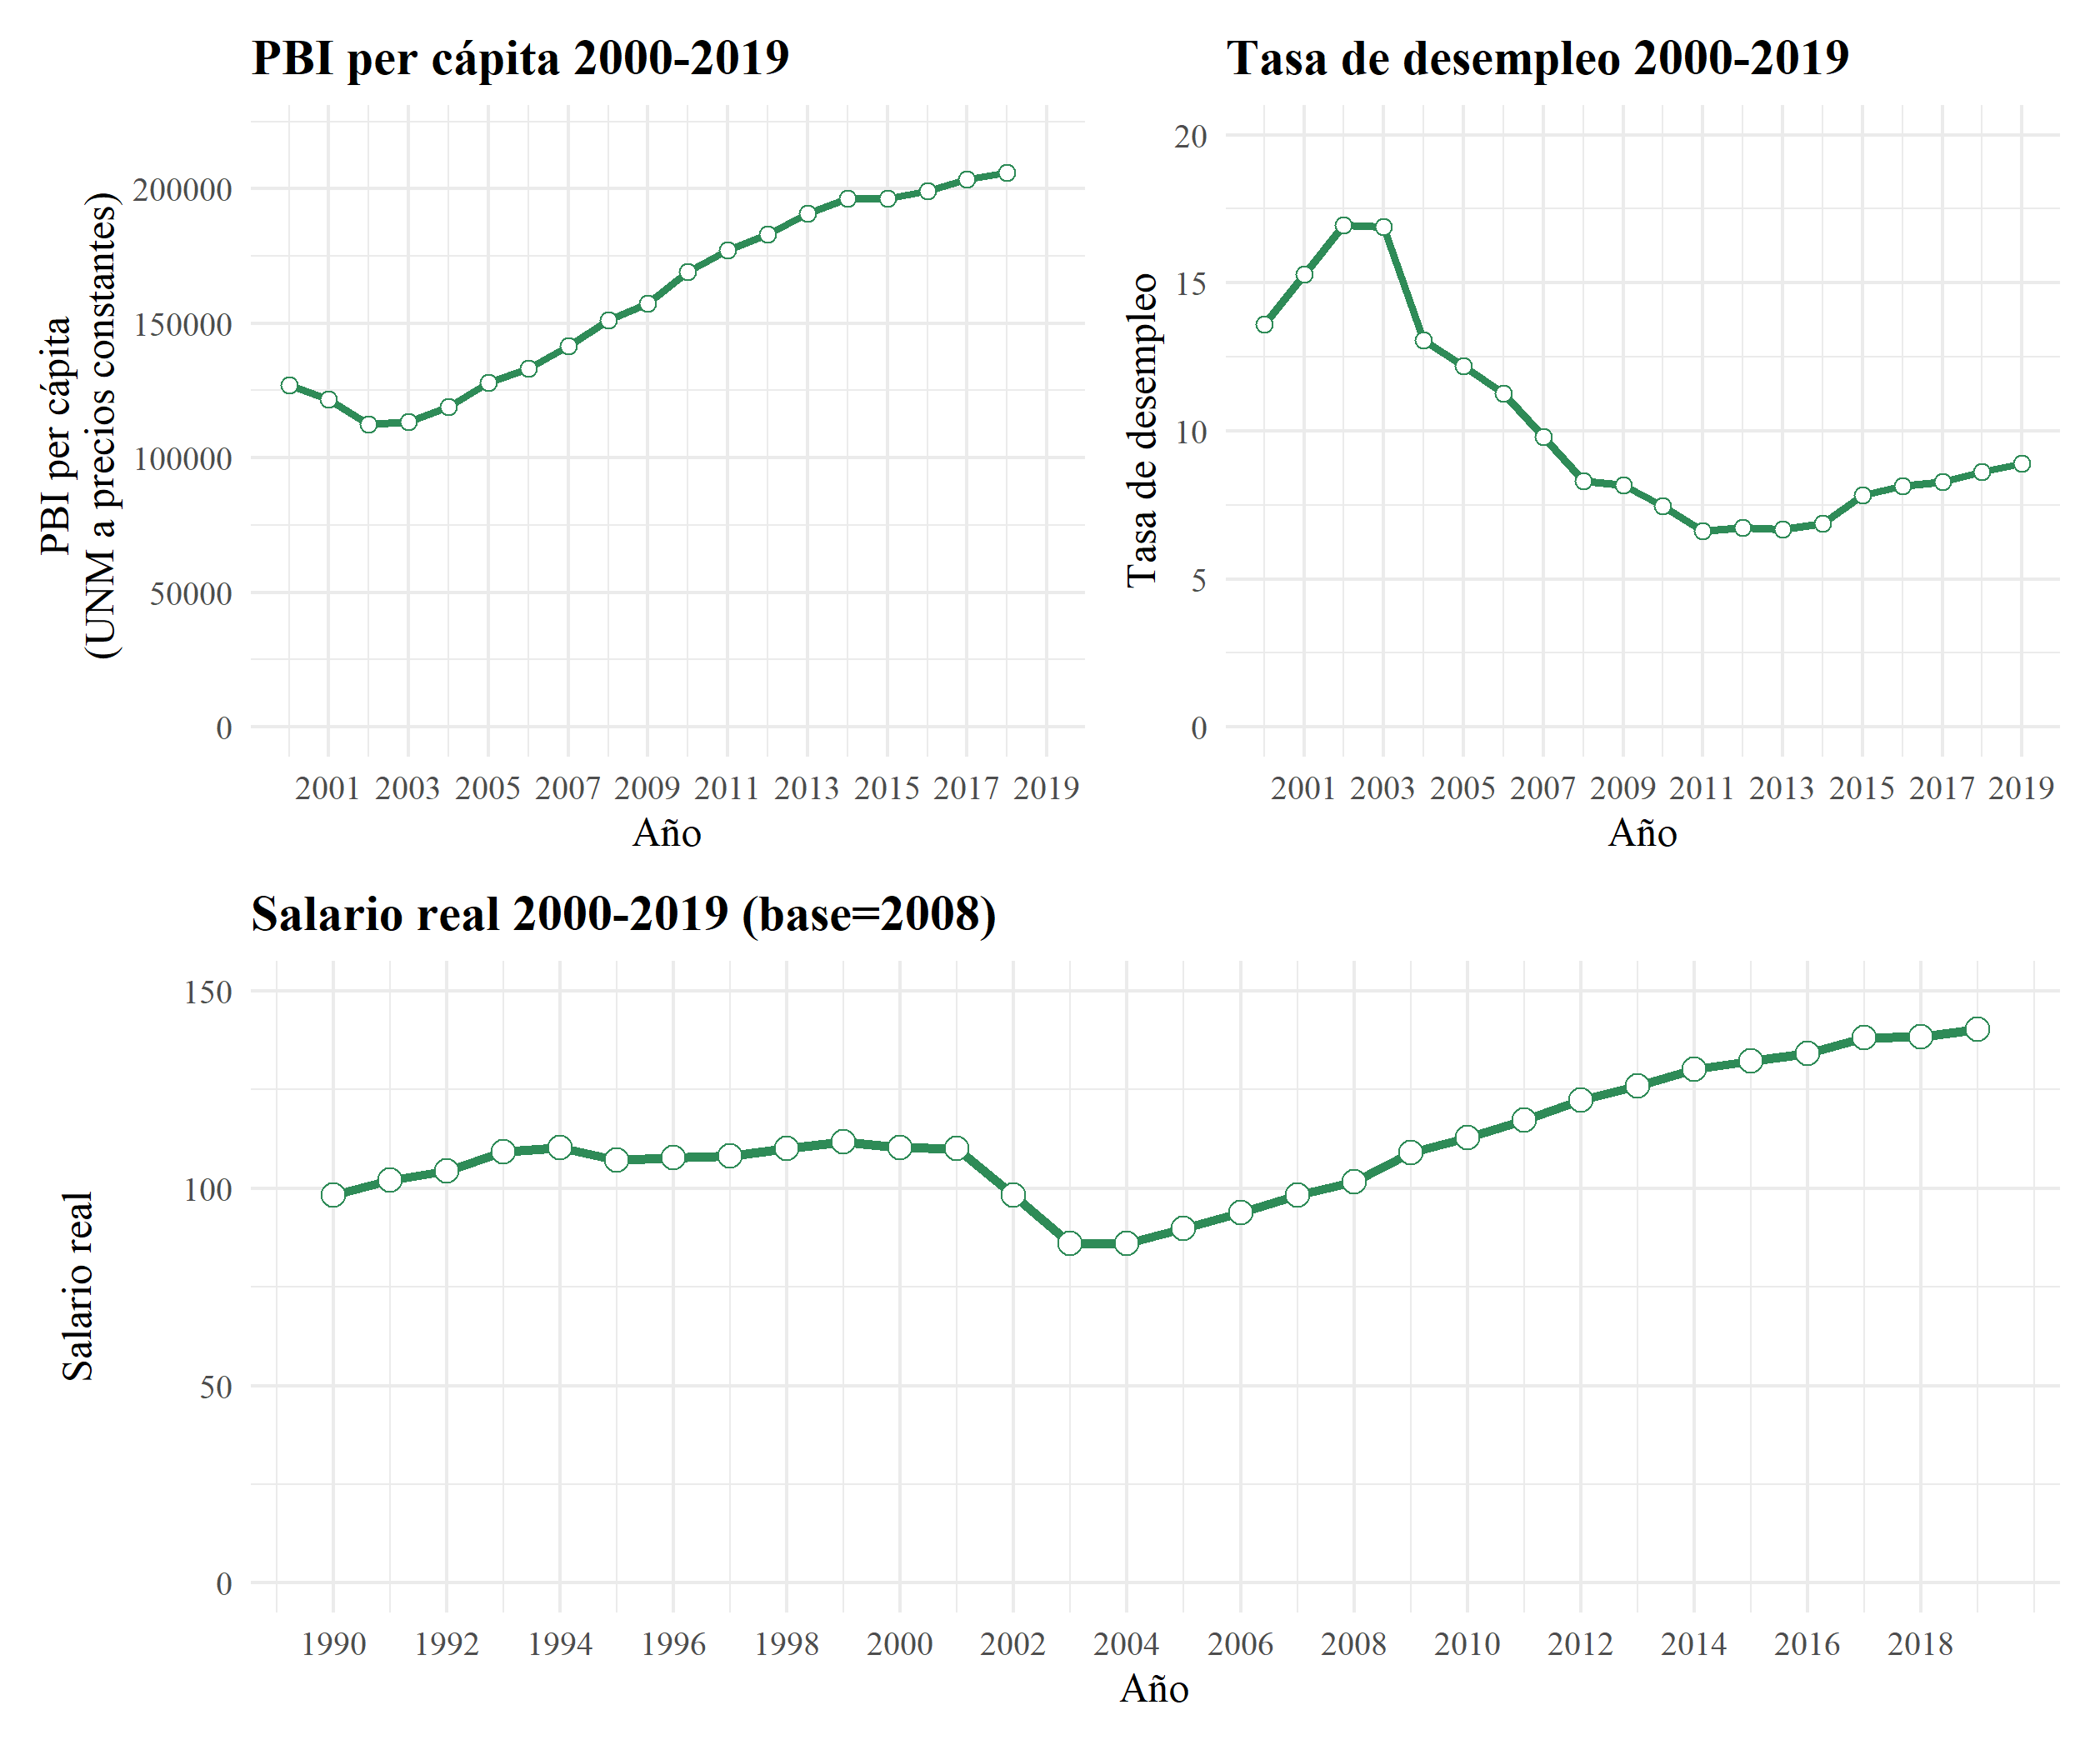 PBI per cápita 2000-2019
PBI per cápita
(UNM a precios constantes)
200000
150000
100000
50000
0
2001 2003 2005 2007 2009 2011 2013 2015 2017 2019
Año
Tasa de desempleo 2000-2019
Tasa de desempleo
20
15
10
5
0
2001 2003 2005 2007 2009 2011 2013 2015 2017 2019
Año
Salario real 2000-2019 (base=2008)
Salario real
150
100
50
0
1990 1992 1994 1996 1998 2000 2002 2004 2006 2008 2010 2012 2014 2016 2018
Año